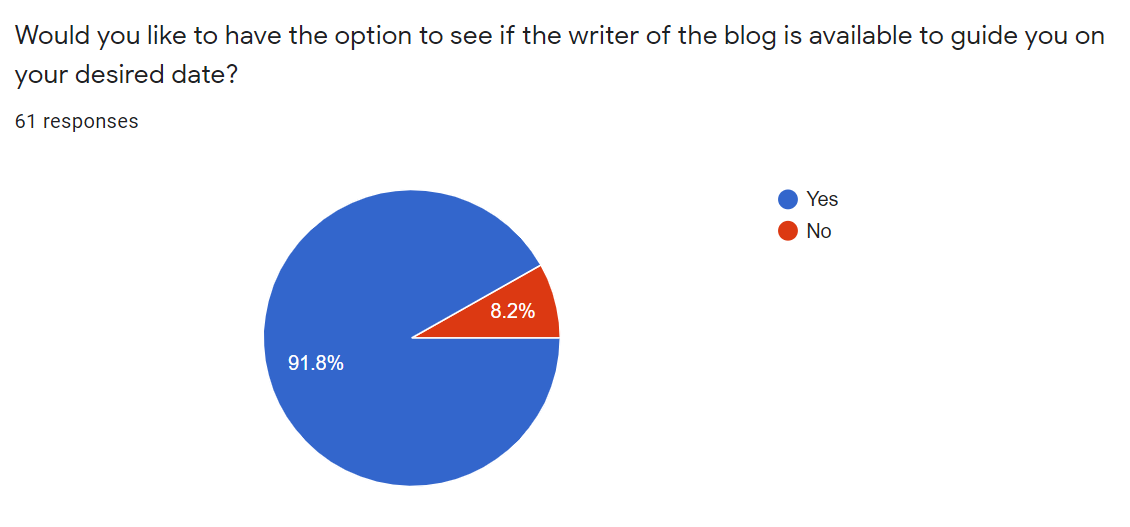 Would you like to have the option to see if the writer of the blog is available to guide you on
your desired date?
61 responses
Yes
No
8.2%
91.8%